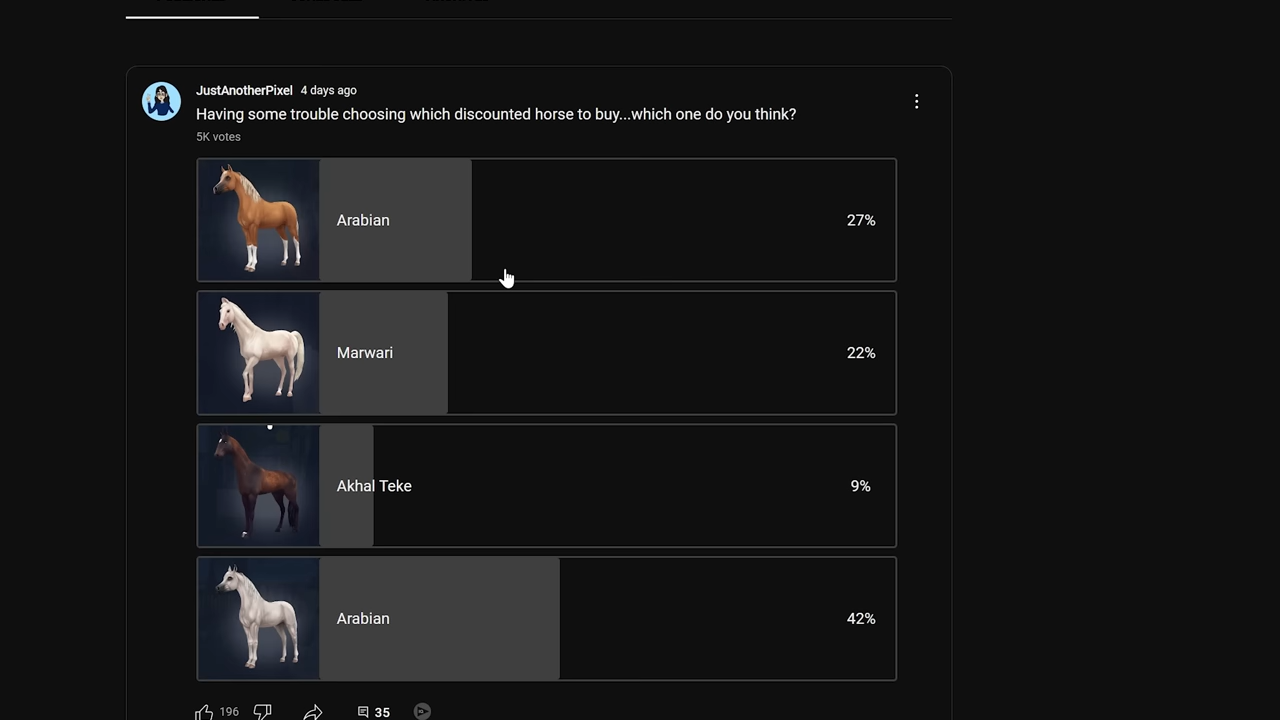 JustAnotherPixel 4 days ago
Having some trouble choosing which discounted horse to buy...which one do you think?
5K votes
Arabian 27%
Marwari 22%
Akhal Teke 9%
Arabian 42%
196 35